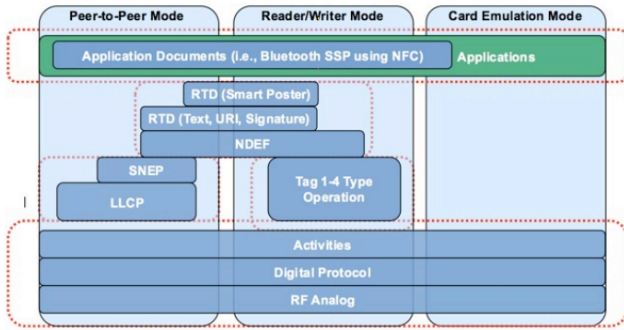 Peer-to-Peer Mode
Reader/Writer Mode
Card Emulation Mode
Application Documents (i.e., Bluetooth SSP using NFC)
Applications
RTD (Smart Poster)
RTD (Text, URI, Signature)
NDEF
SNEP
LLCP
Tag 1-4 Type
Operation
Activities
Digital Protocol
RF Analog